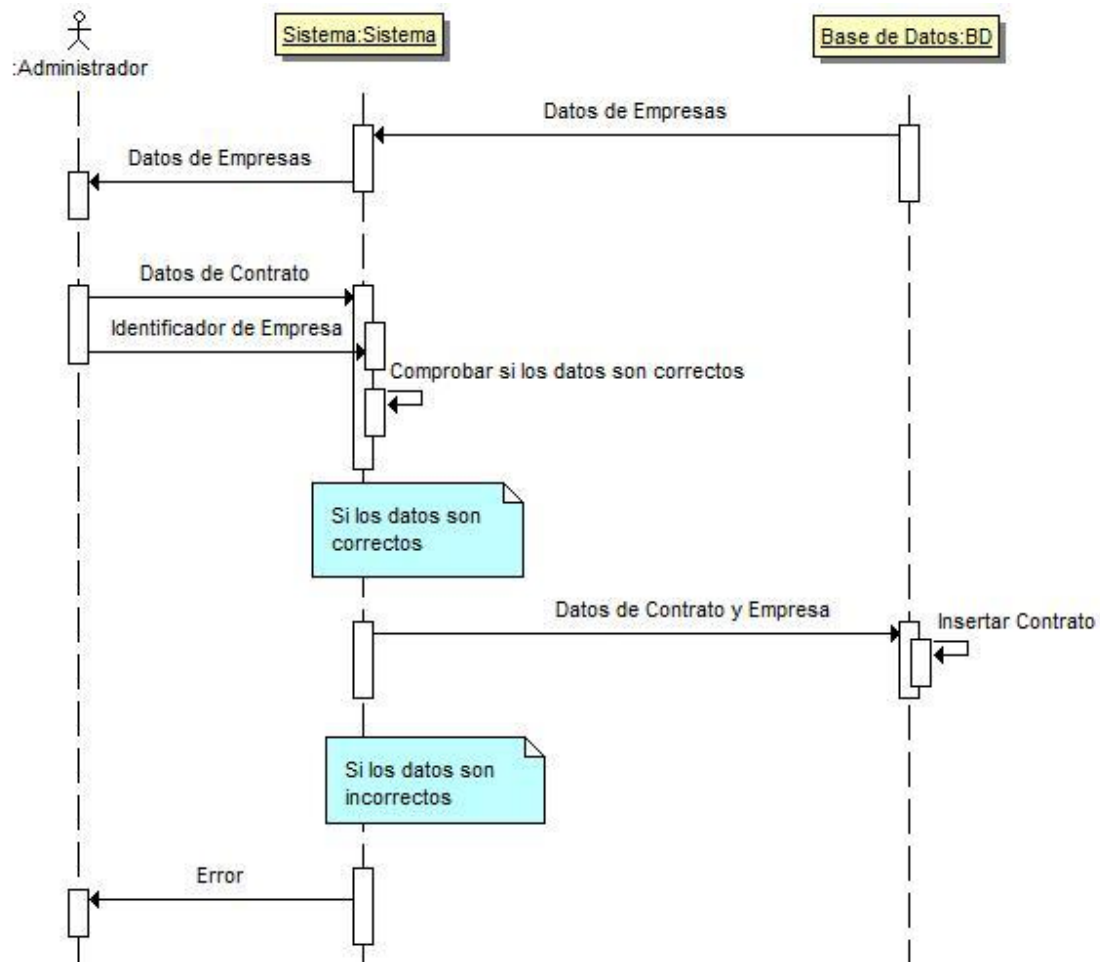 :Administrador
Sistema:Sistema
Base de Datos:BD
Datos de Empresas
Datos de Empresas
Datos de Contrato
Identificador de Empresa
Comprobar si los datos son correctos
Si los datos son
correctos
Datos de Contrato y Empresa
Insertar Contrato
Si los datos son
incorrectos
Error